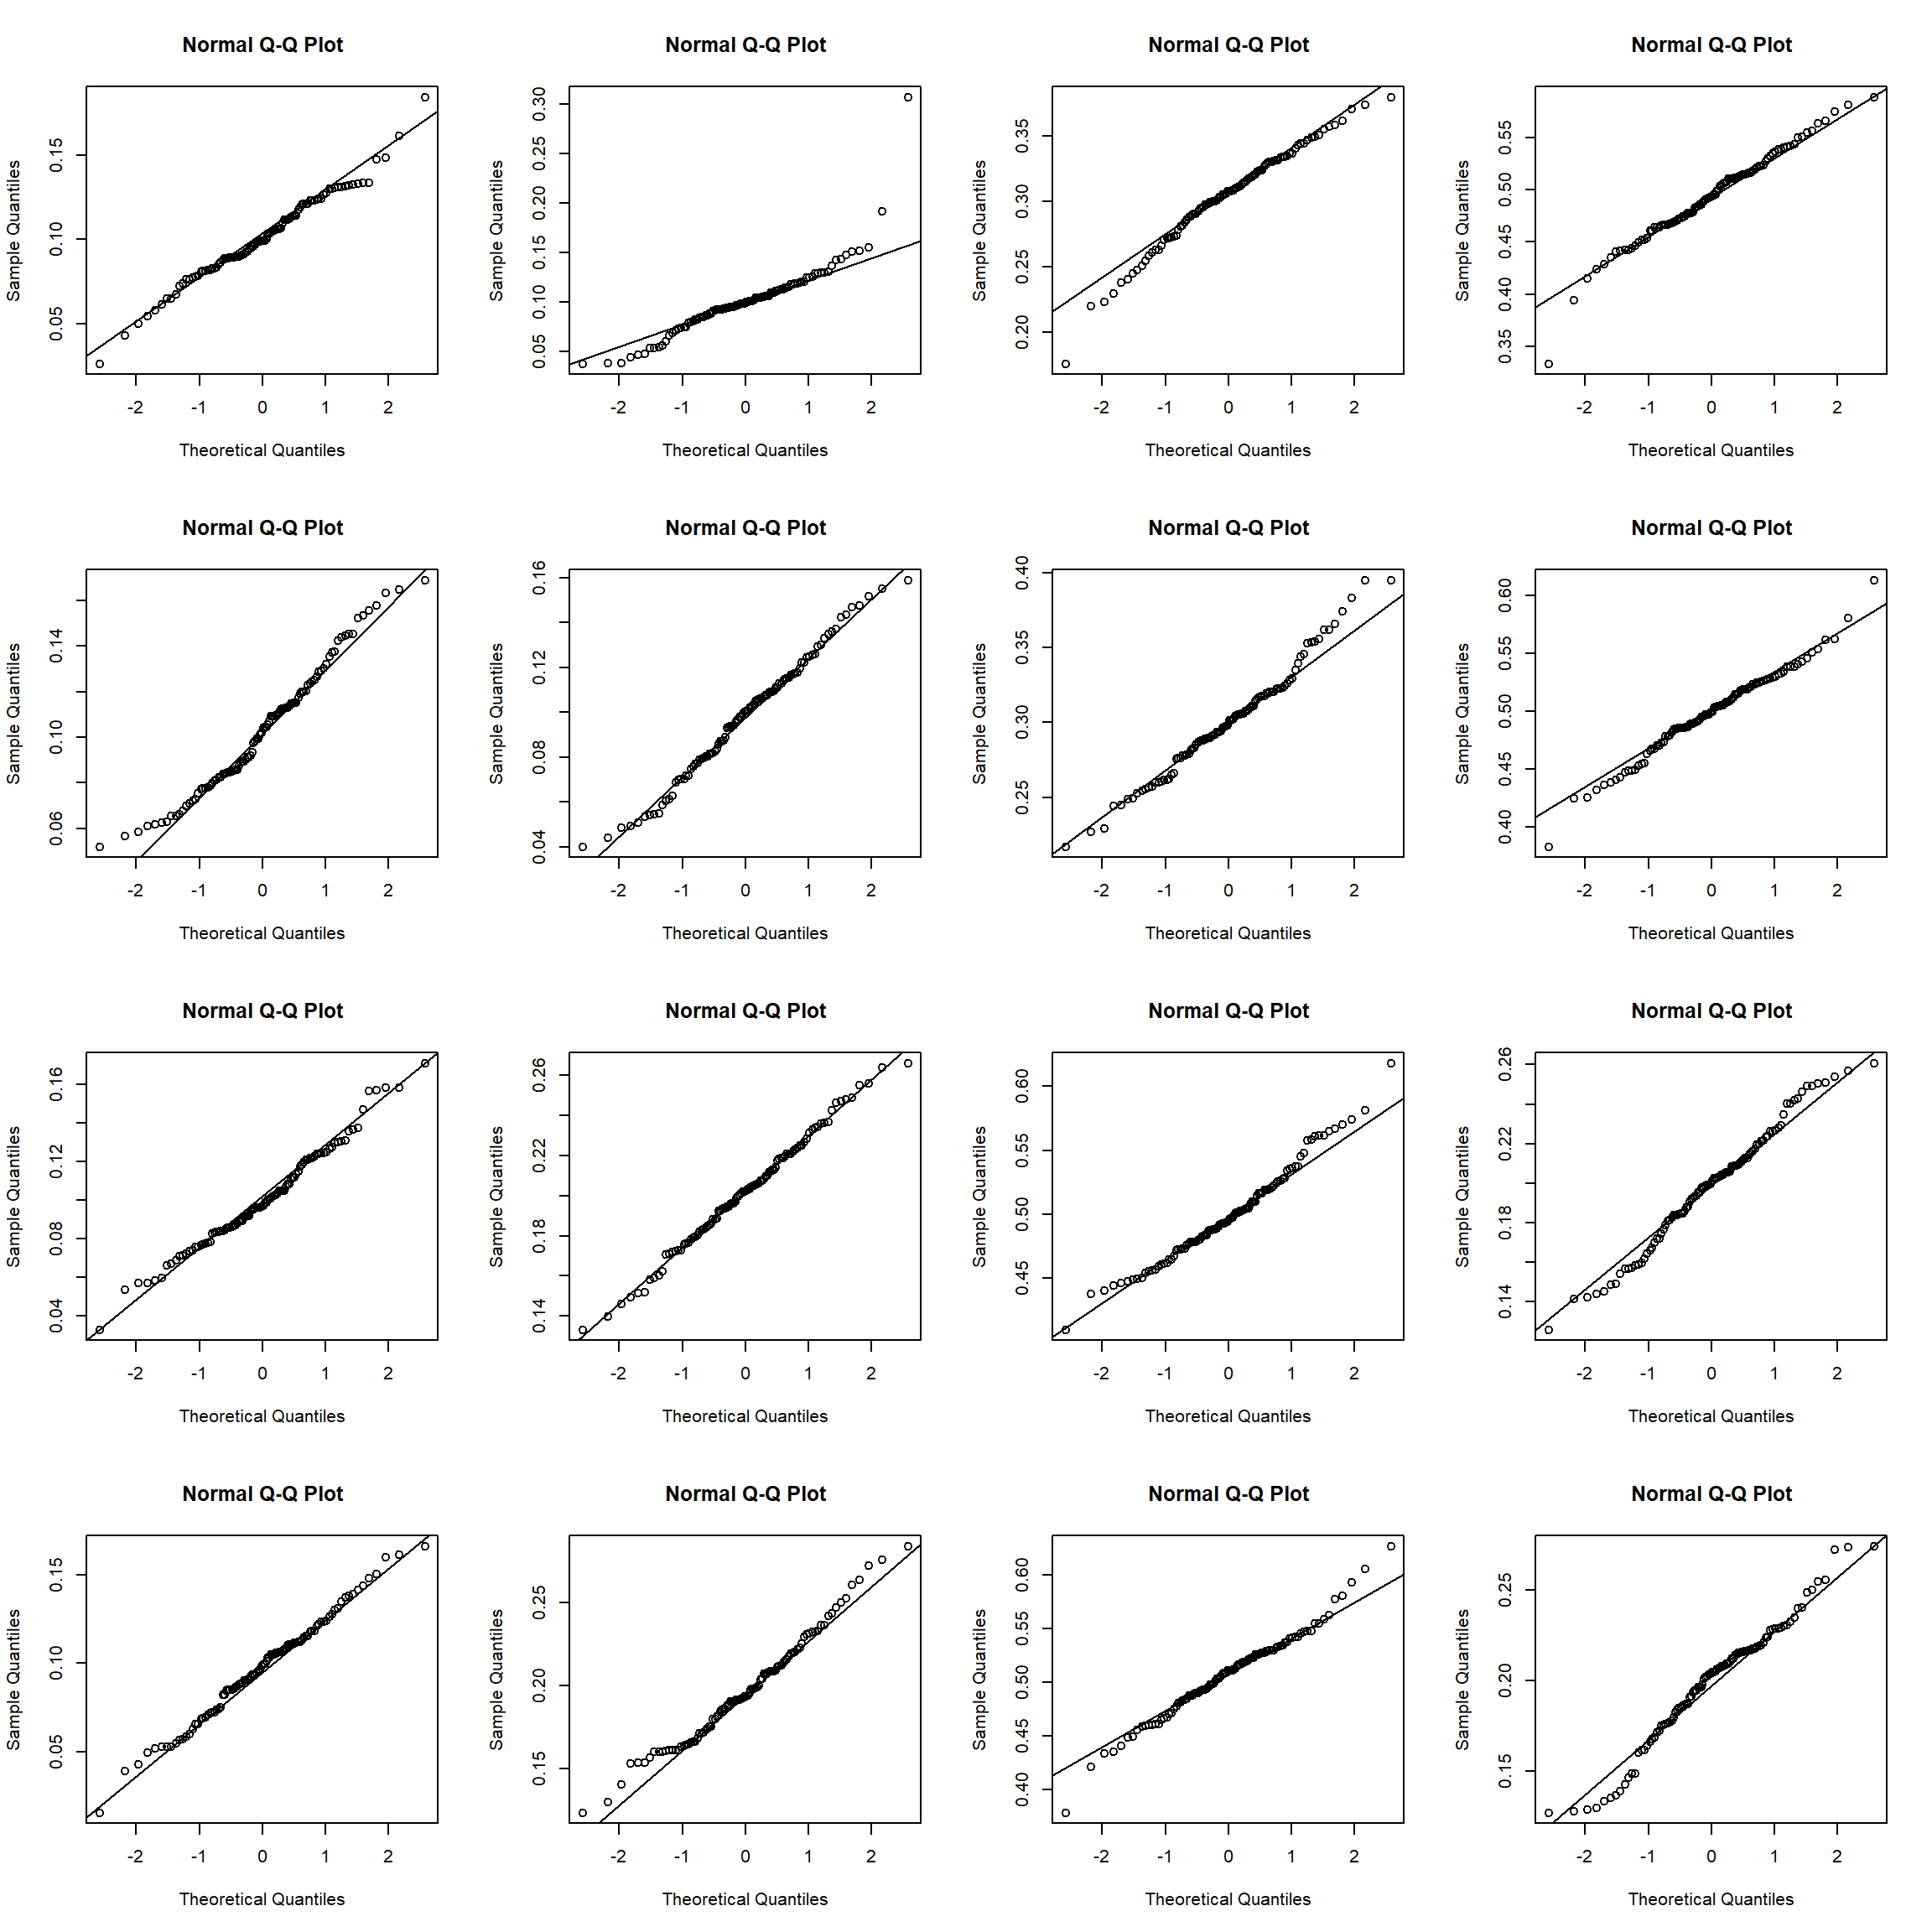 Normal Q-Q Plot
Sample Quantiles
0.05 0.10 0.15
-2 -1 0 1 2
Theoretical Quantiles
Normal Q-Q Plot
Sample Quantiles
0.05 0.10 0.15 0.20 0.25 0.30
-2 -1 0 1 2
Theoretical Quantiles
Normal Q-Q Plot
Sample Quantiles
0.20 0.25 0.30 0.35
-2 -1 0 1 2
Theoretical Quantiles
Normal Q-Q Plot
Sample Quantiles
0.35 0.40 0.45 0.50 0.55
-2 -1 0 1 2
Theoretical Quantiles
Normal Q-Q Plot
Sample Quantiles
0.06 0.10 0.14
-2 -1 0 1 2
Theoretical Quantiles
Normal Q-Q Plot
Sample Quantiles
0.04 0.08 0.12 0.16
-2 -1 0 1 2
Theoretical Quantiles
Normal Q-Q Plot
Sample Quantiles
0.25 0.30 0.35 0.40
-2 -1 0 1 2
Theoretical Quantiles
Normal Q-Q Plot
Sample Quantiles
0.40 0.45 0.50 0.55 0.60
-2 -1 0 1 2
Theoretical Quantiles
Normal Q-Q Plot
Sample Quantiles
0.04 0.08 0.12 0.16
-2 -1 0 1 2
Theoretical Quantiles
Normal Q-Q Plot
Sample Quantiles
0.14 0.18 0.22 0.26
-2 -1 0 1 2
Theoretical Quantiles
Normal Q-Q Plot
Sample Quantiles
0.45 0.50 0.55 0.60
-2 -1 0 1 2
Theoretical Quantiles
Normal Q-Q Plot
Sample Quantiles
0.14 0.18 0.22 0.26
-2 -1 0 1 2
Theoretical Quantiles
Normal Q-Q Plot
Sample Quantiles
0.05 0.10 0.15
-2 -1 0 1 2
Theoretical Quantiles
Normal Q-Q Plot
Sample Quantiles
0.15 0.20 0.25
-2 -1 0 1 2
Theoretical Quantiles
Normal Q-Q Plot
Sample Quantiles
0.40 0.45 0.50 0.55 0.60
-2 -1 0 1 2
Theoretical Quantiles
Normal Q-Q Plot
Sample Quantiles
0.15 0.20 0.25
-2 -1 0 1 2
Theoretical Quantiles